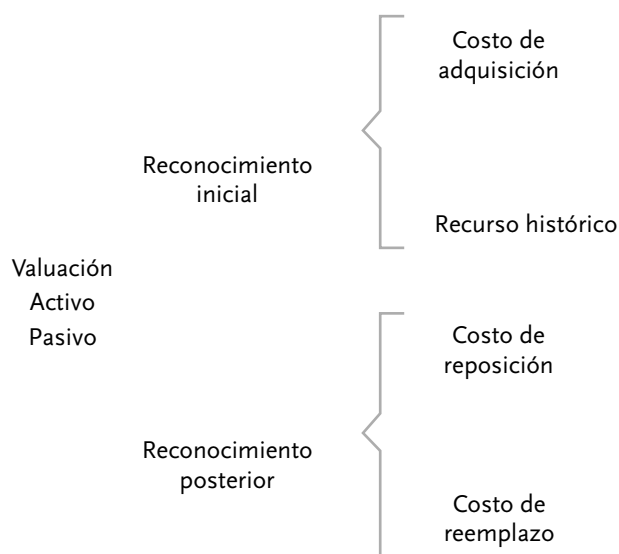 Costo de
adquisición
Reconocimiento
inicial
Recurso histórico
Valuación
Activo
Pasivo
Costo de
reposición
Reconocimiento
posterior
Costo de
reemplazo